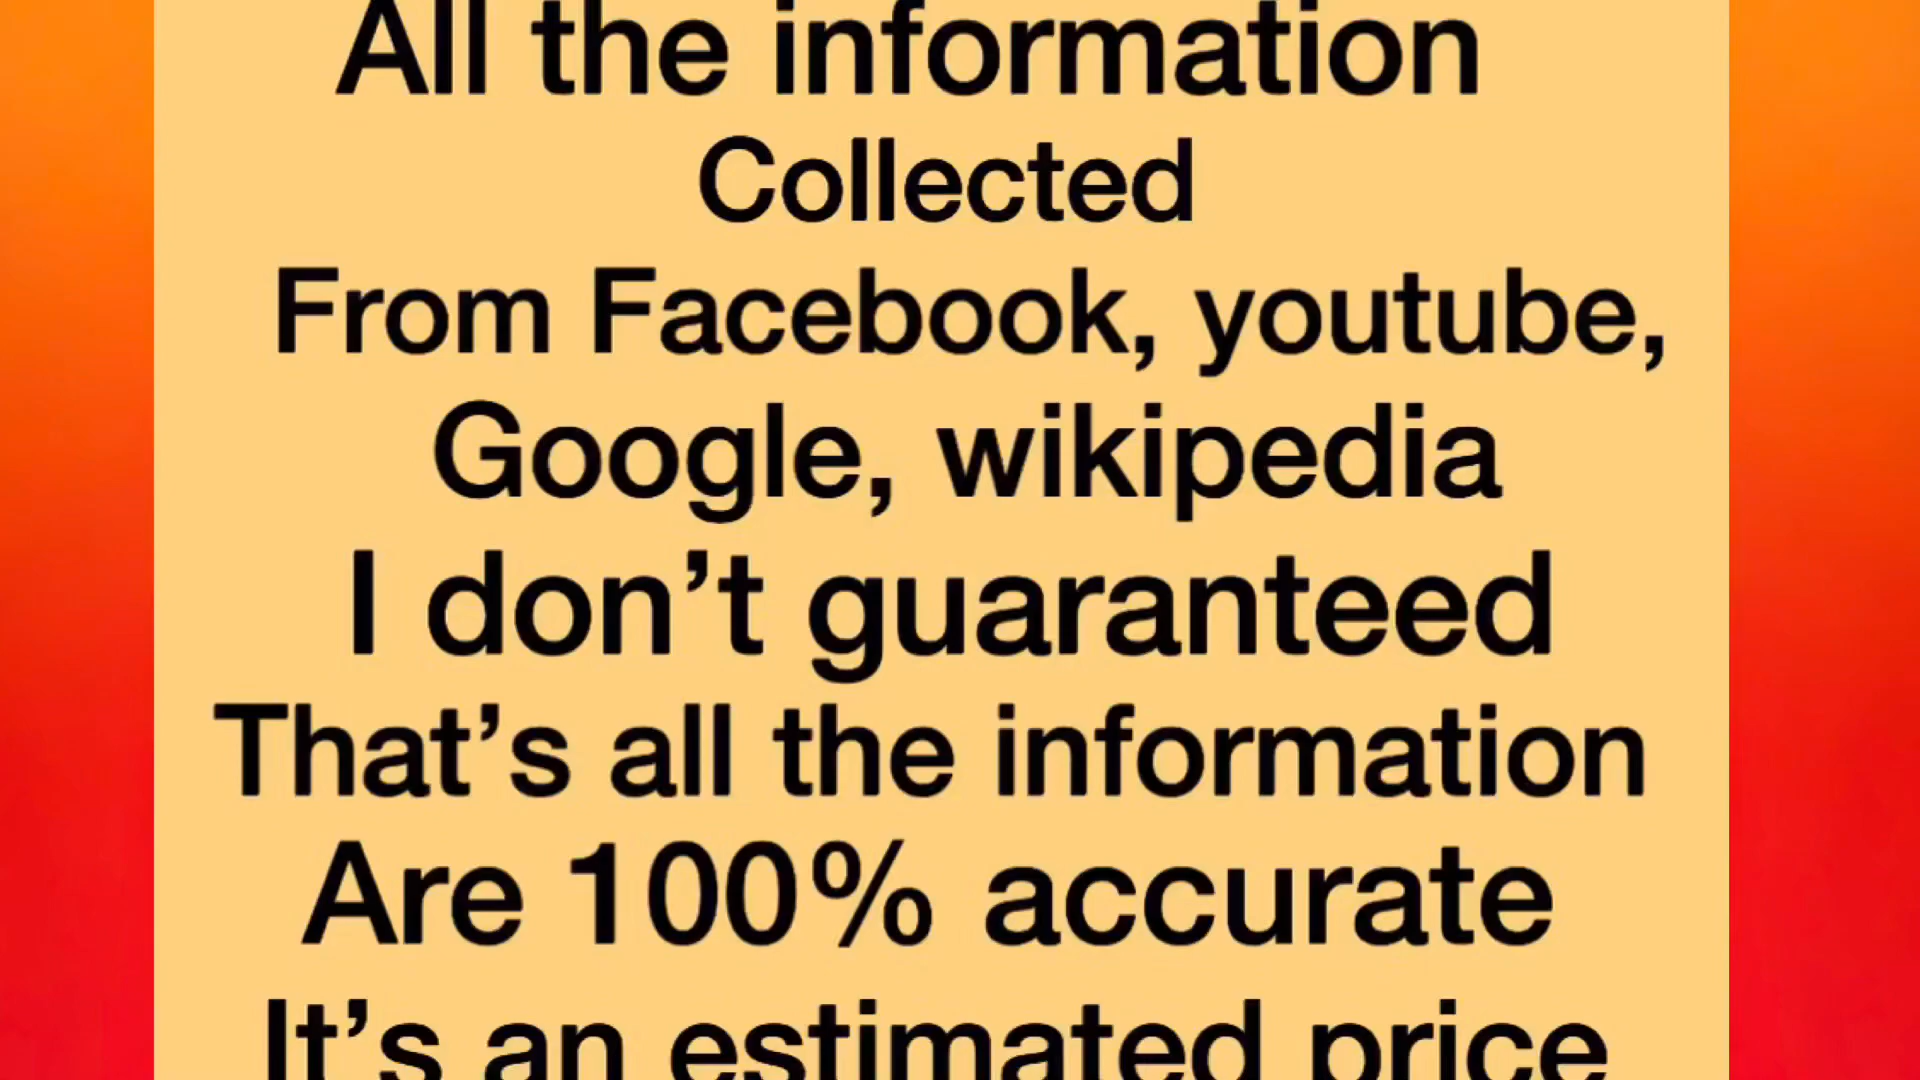 All the information
Collected
From Facebook, youtube,
Google, wikipedia
I don’t guaranteed
That’s all the information
Are 100% accurate
It’s an estimated price